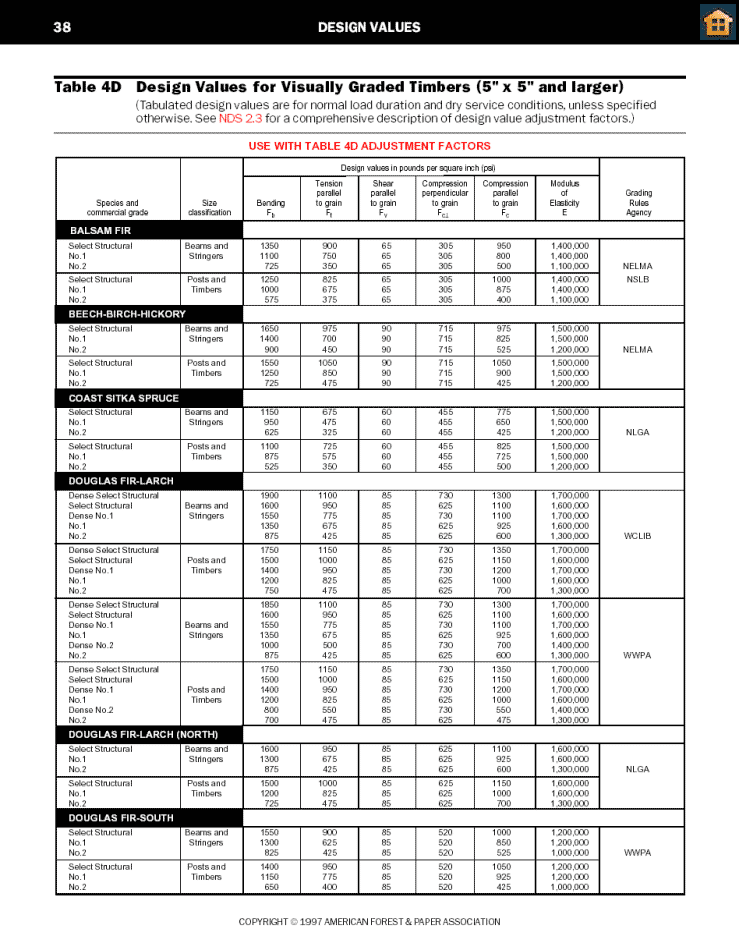 38 DESIGN VALUES
Table 4D Design Values for Visually Graded Timbers (5" x 5" and larger)
(Tabulated design values are for normal load duration and dry service conditions, unless specified
otherwise. See NDS 2.3 for a comprehensive description of design value adjustment factors.)
USE WITH TABLE 4D ADJUSTMENT FACTORS
Design values in pounds per square inch (psi)
Tension Shear Compression Compression Modulus
parallel parallel perpendicular parallel of Grading
Species and Size Bending to grain to grain to grain to grain Elasticity Rules
commercial grade classification Fb Ft Fv Fc⊥ Fc E Agency
BALSAM FIR
Select Structural Beams and 1350 900 65 305 950 1,400,000
No.1 Stringers 1100 750 65 305 800 1,400,000
No.2 725 350 65 305 500 1,100,000 NELMA
Select Structural Posts and 1250 825 65 305 1000 1,400,000 NSLB
No.1 Timbers 1000 675 65 305 875 1,400,000
No.2 575 375 65 305 400 1,100,000
BEECH-BIRCH-HICKORY
Select Structural Beams and 1650 975 90 715 975 1,500,000
No.1 Stringers 1400 700 90 715 825 1,500,000
No.2 900 450 90 715 525 1,200,000 NELMA
Select Structural Posts and 1550 1050 90 715 1050 1,500,000
No.1 Timbers 1250 850 90 715 900 1,500,000
No.2 725 475 90 715 425 1,200,000
COAST SITKA SPRUCE
Select Structural Beams and 1150 675 60 455 775 1,500,000
No.1 Stringers 950 475 60 455 650 1,500,000
No.2 625 325 60 455 425 1,200,000 NLGA
Select Structural Posts and 1100 725 60 455 825 1,500,000
No.1 Timbers 875 575 60 455 725 1,500,000
No.2 525 350 60 455 500 1,200,000
DOUGLAS FIR-LARCH
Dense Select Structural 1900 1100 85 730 1300 1,700,000
Select Structural Beams and 1600 950 85 625 1100 1,600,000
Dense No.1 Stringers 1550 775 85 730 1100 1,700,000
No.1 1350 675 85 625 925 1,600,000
No.2 875 425 85 625 600 1,300,000 WCLIB
Dense Select Structural 1750 1150 85 730 1350 1,700,000
Select Structural Posts and 1500 1000 85 625 1150 1,600,000
Dense No.1 Timbers 1400 950 85 730 1200 1,700,000
No.1 1200 825 85 625 1000 1,600,000
No.2 750 475 85 625 700 1,300,000
Dense Select Structural 1850 1100 85 730 1300 1,700,000
Select Structural 1600 950 85 625 1100 1,600,000
Dense No.1 Beams and 1550 775 85 730 1100 1,700,000
No.1 Stringers 1350 675 85 625 925 1,600,000
Dense No.2 1000 500 85 730 700 1,400,000
No.2 875 425 85 625 600 1,300,000 WWPA
Dense Select Structural 1750 1150 85 730 1350 1,700,000
Select Structural 1500 1000 85 625 1150 1,600,000
Dense No.1 Posts and 1400 950 85 730 1200 1,700,000
No.1 Timbers 1200 825 85 625 1000 1,600,000
Dense No.2 800 550 85 730 550 1,400,000
No.2 700 475 85 625 475 1,300,000
DOUGLAS FIR-LARCH (NORTH)
Select Structural Beams and 1600 950 85 625 1100 1,600,000
No.1 Stringers 1300 675 85 625 925 1,600,000
No.2 875 425 85 625 600 1,300,000 NLGA
Select Structural Posts and 1500 1000 85 625 1150 1,600,000
No.1 Timbers 1200 825 85 625 1000 1,600,000
No.2 725 475 85 625 700 1,300,000
DOUGLAS FIR-SOUTH
Select Structural Beams and 1550 900 85 520 1000 1,200,000
No.1 Stringers 1300 625 85 520 850 1,200,000
No.2 825 425 85 520 525 1,000,000 WWPA
Select Structural Posts and 1400 950 85 520 1050 1,200,000
No.1 Timbers 1150 775 85 520 925 1,200,000
No.2 650 400 85 520 425 1,000,000
COPYRIGHT © 1997 AMERICAN FOREST & PAPER ASSOCIATION